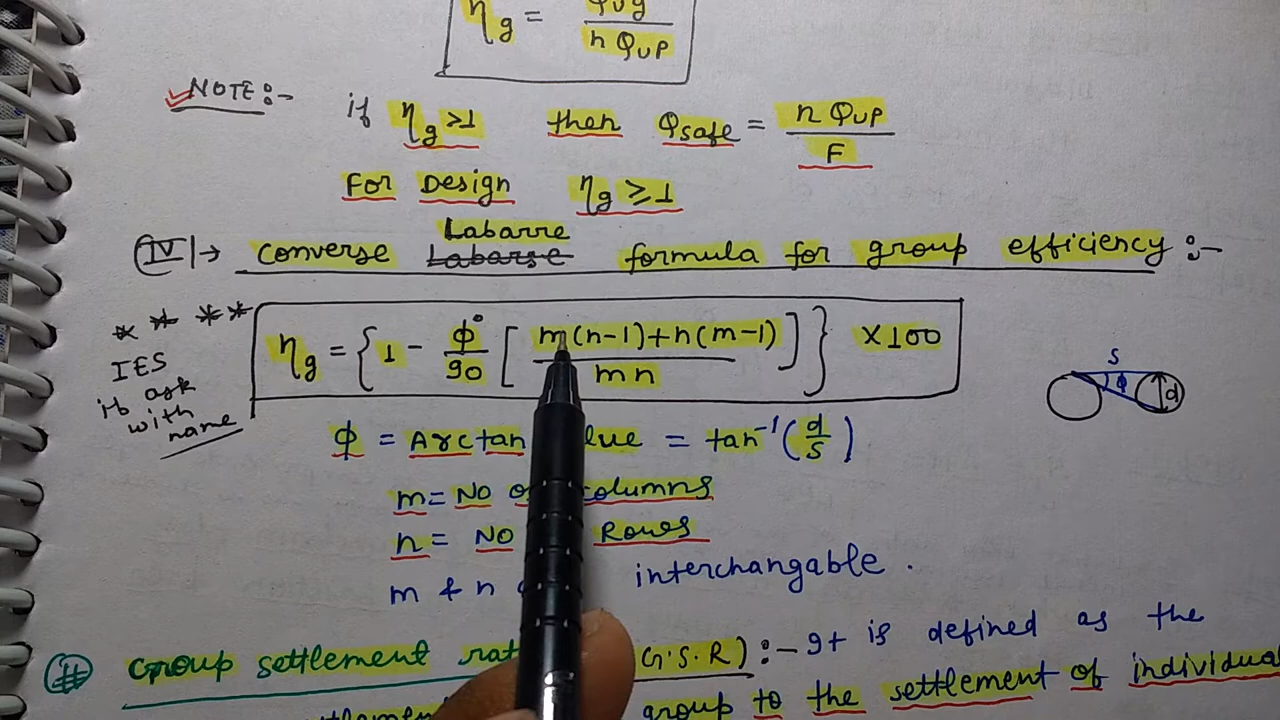 ηg = Qug / n Qup
NOTE:- if ηg >1 then Qsafe = n Qup / F
For Design ηg ≥ 1
(IV)→ converse Labarre formula for group efficiency :-
ηg = { 1 - φ°/90 [ m(n-1)+n(m-1) / mn ] } ×100
**** IES it ask with name
S φ d
φ = Arctan = tan⁻¹(d/s)
m = No columns
n = No Rows
m & n interchangable.
# Group settlement (G.S.R) :- It is defined as the
group to the settlement of individual